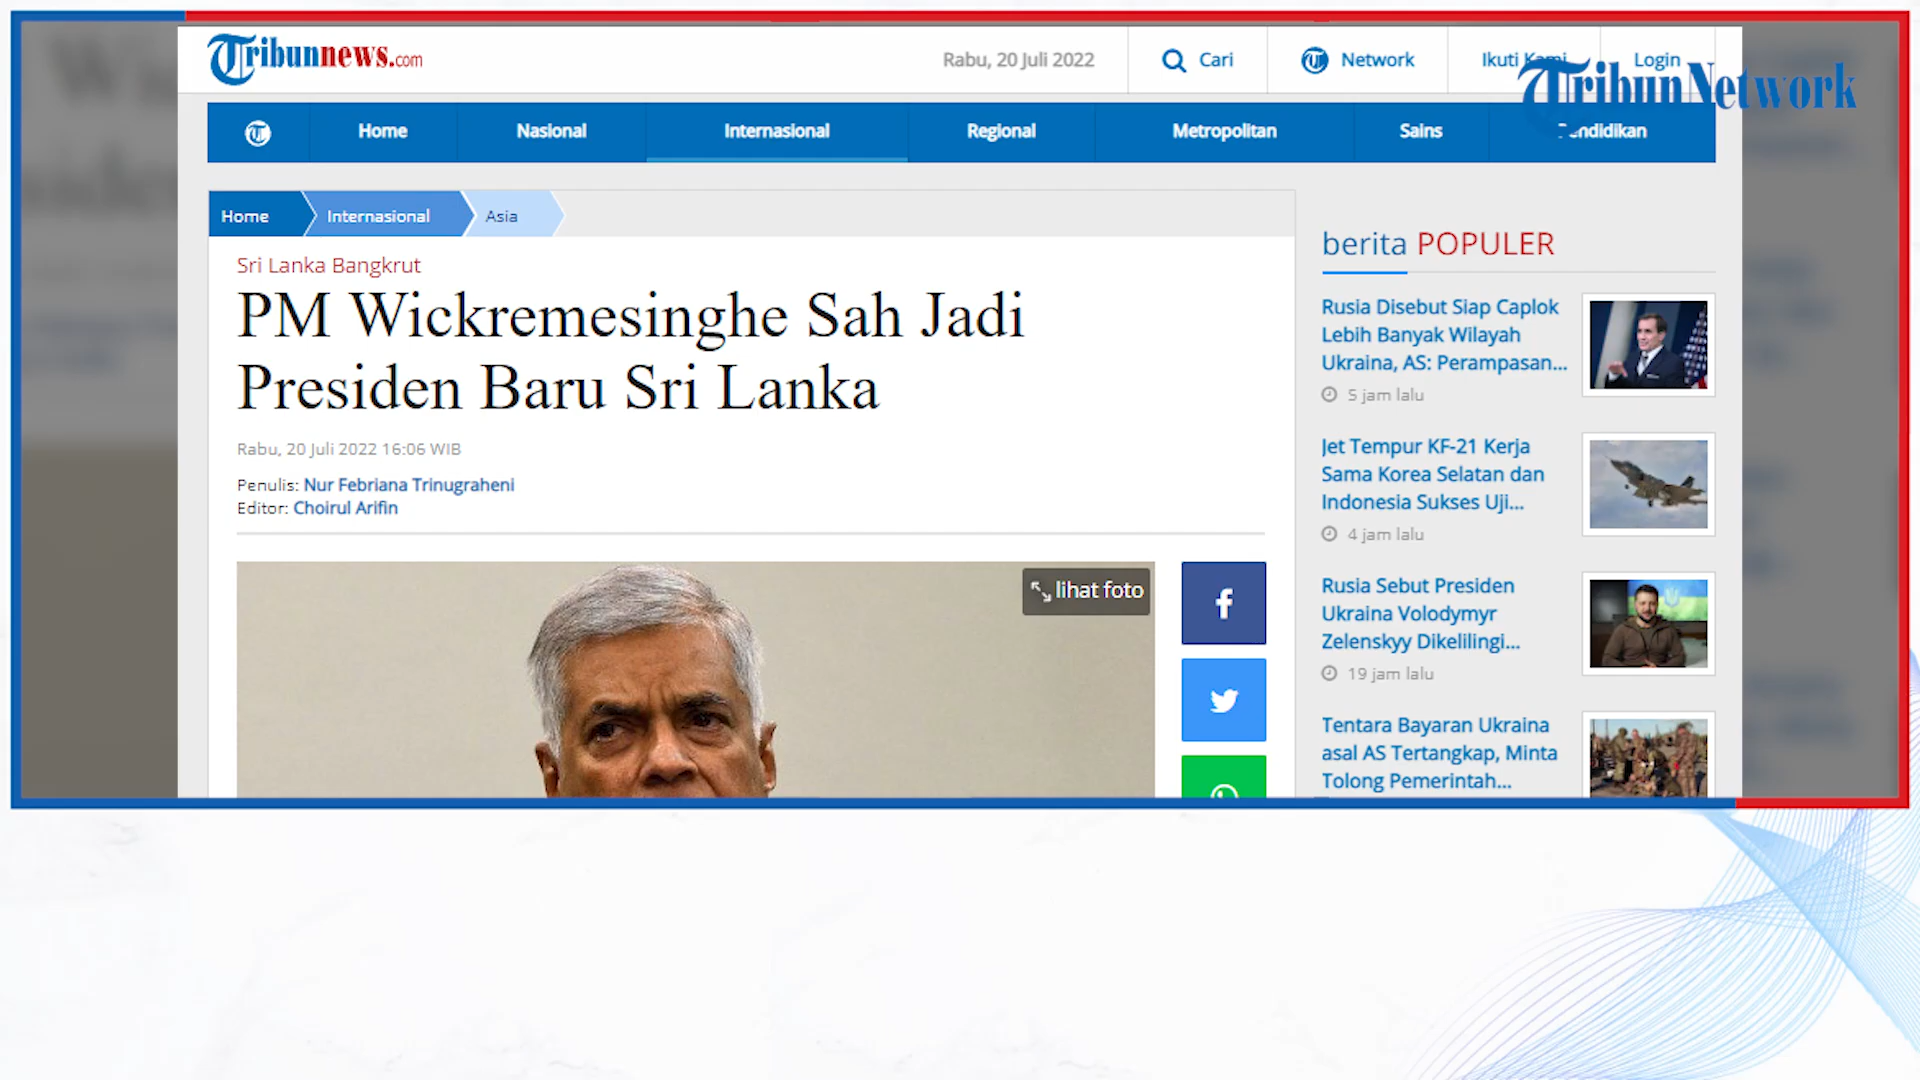 Tribunnews.com
Rabu, 20 Juli 2022
Cari
Network
Ikuti Kami
Login
TribunNetwork
Home
Nasional
Internasional
Regional
Metropolitan
Sains
Pendidikan
Home
Internasional
Asia
Sri Lanka Bangkrut
PM Wickremesinghe Sah Jadi
Presiden Baru Sri Lanka
Rabu, 20 Juli 2022 16:06 WIB
Penulis: Nur Febriana Trinugraheni
Editor: Choirul Arifin
lihat foto
berita POPULER
Rusia Disebut Siap Caplok
Lebih Banyak Wilayah
Ukraina, AS: Perampasan...
5 jam lalu
Jet Tempur KF-21 Kerja
Sama Korea Selatan dan
Indonesia Sukses Uji...
4 jam lalu
Rusia Sebut Presiden
Ukraina Volodymyr
Zelenskyy Dikelilingi...
19 jam lalu
Tentara Bayaran Ukraina
asal AS Tertangkap, Minta
Tolong Pemerintah...